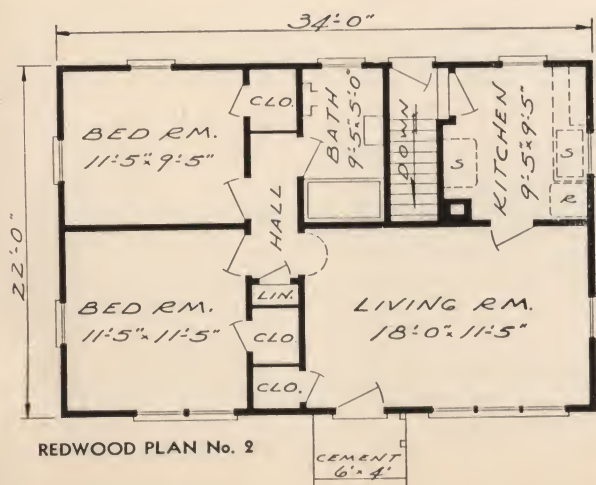 34'-0"
22'-0"
BED RM.
11'-5" x 9'-5"
CLO.
BATH
9'-5" x 5'-0"
DOWN
KITCHEN
9'-5" x 9'-5"
S
S
R
HALL
BED RM.
11'-5" x 11'-5"
LIN.
CLO.
CLO.
LIVING RM.
18'-0" x 11'-5"
REDWOOD PLAN No. 2
CEMENT
6' x 4'